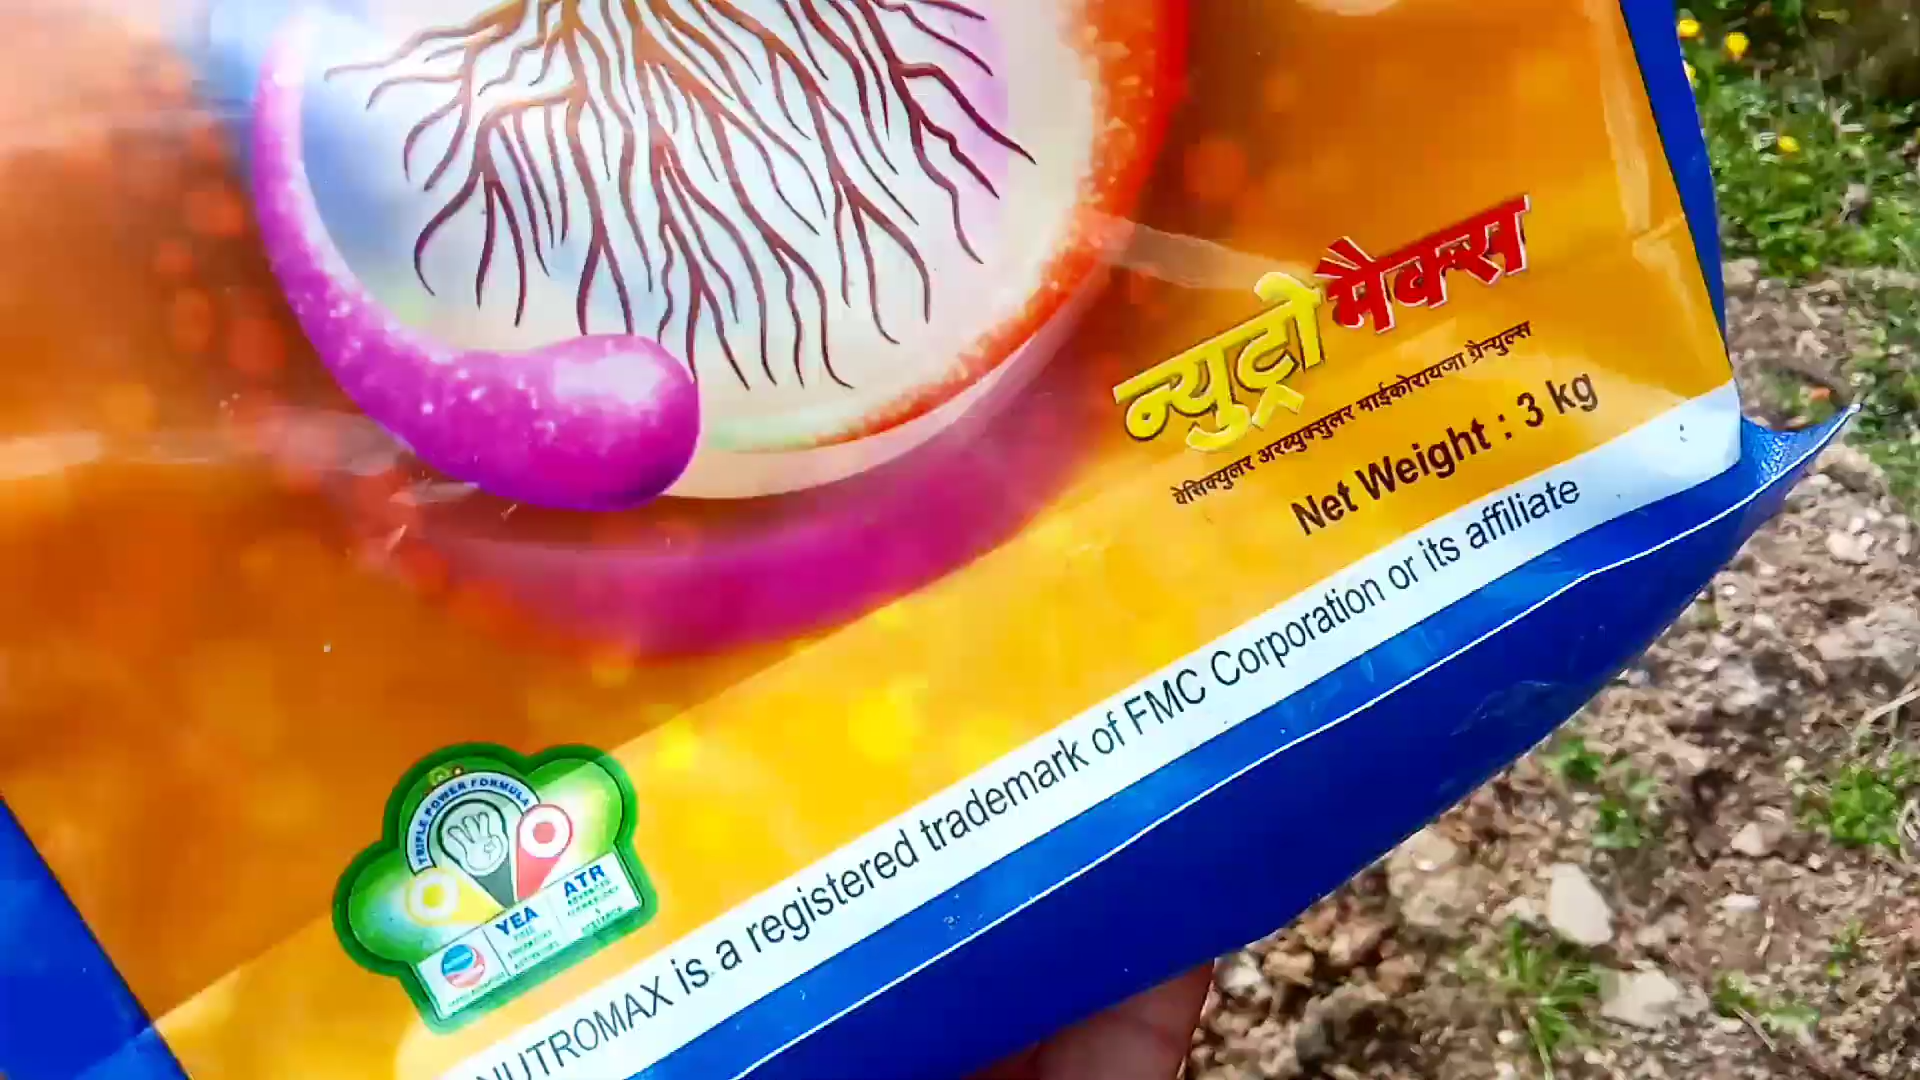 न्युट्रोमैक्स
वेसिक्युलर अरब्युक्सुलर माईकोरायजा ग्रैन्युल्स
Net Weight : 3 kg
NUTROMAX is a registered trademark of FMC Corporation or its affiliate
TRIPLE POWER FORMULA
YEA
ATR